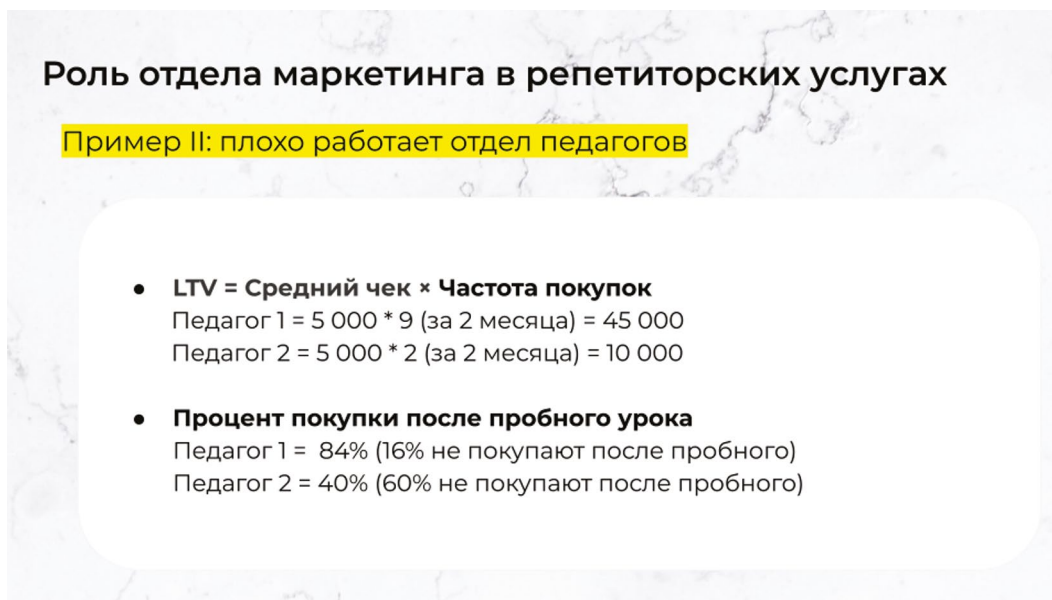 Роль отдела маркетинга в репетиторских услугах
Пример II: плохо работает отдел педагогов
● LTV = Средний чек × Частота покупок
Педагог 1 = 5 000 * 9 (за 2 месяца) = 45 000
Педагог 2 = 5 000 * 2 (за 2 месяца) = 10 000
● Процент покупки после пробного урока
Педагог 1 = 84% (16% не покупают после пробного)
Педагог 2 = 40% (60% не покупают после пробного)